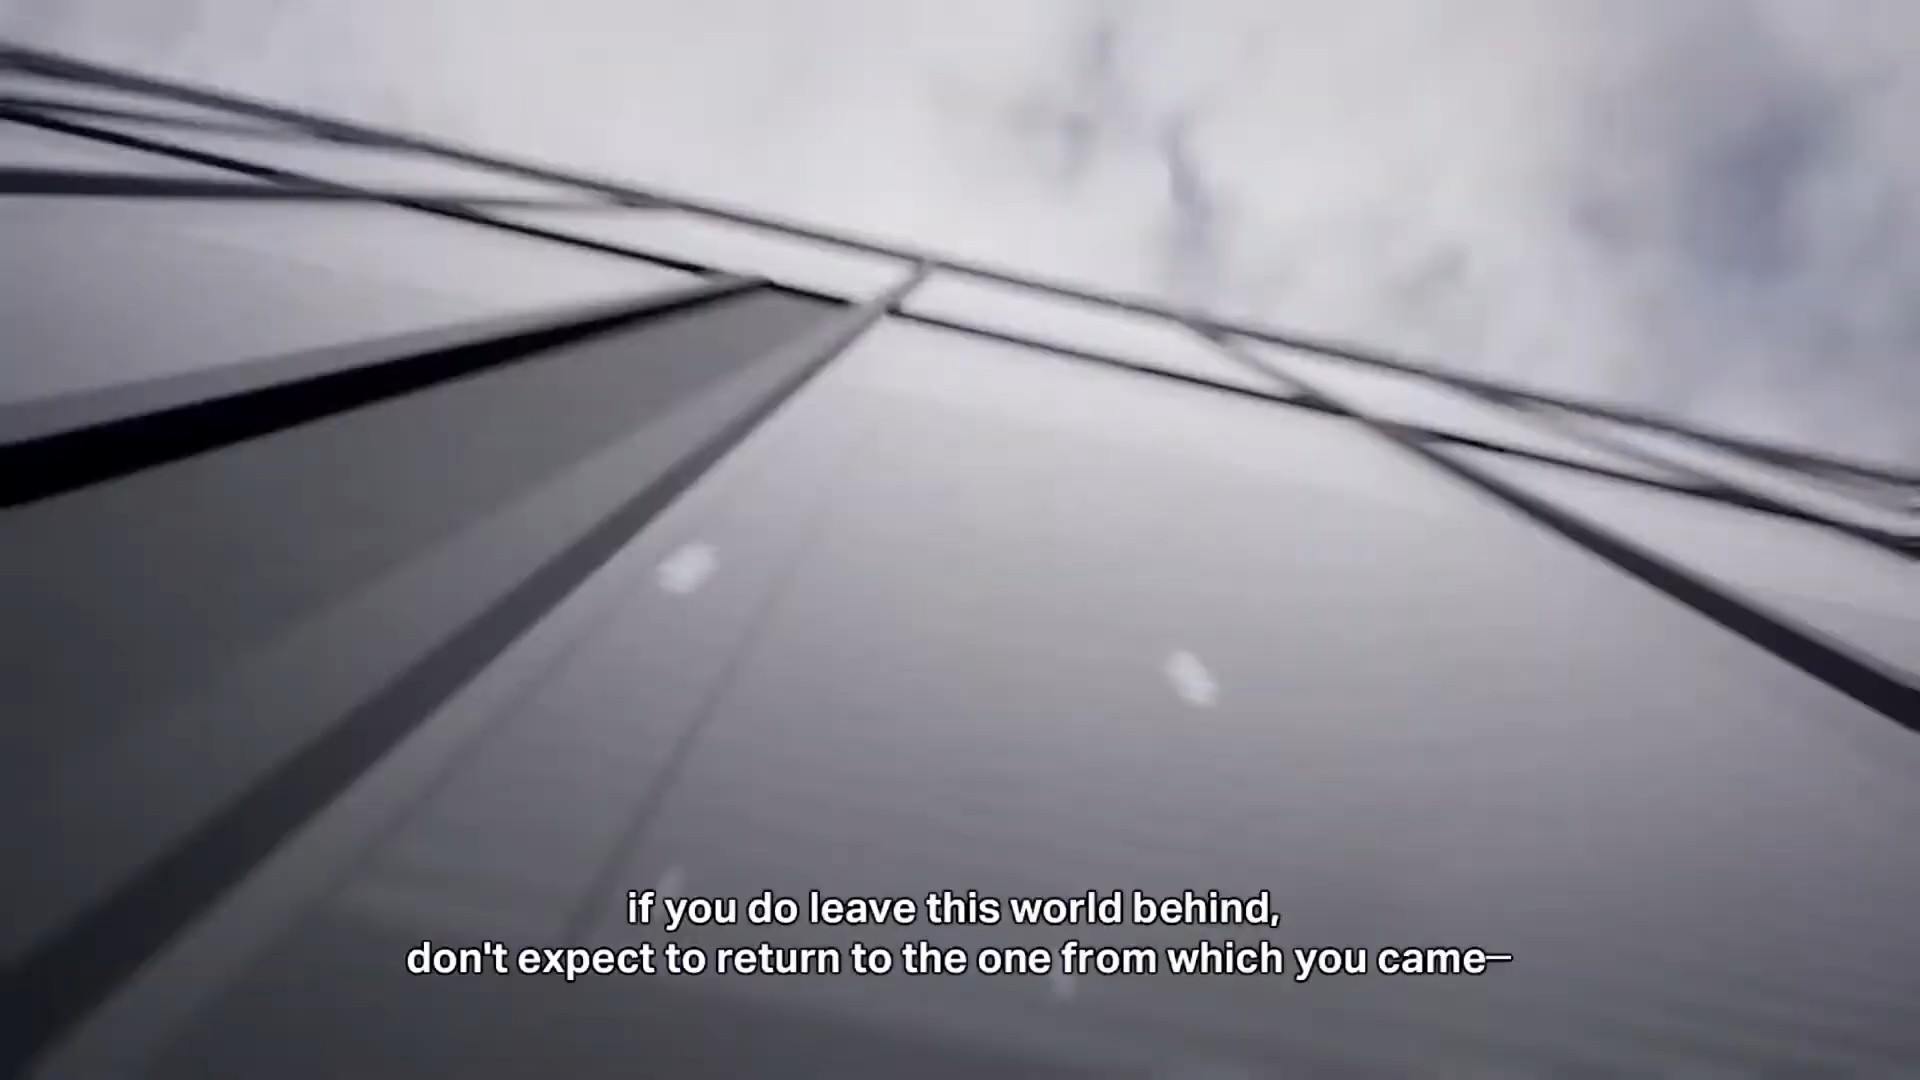 if you do leave this world behind,
don't expect to return to the one from which you came—